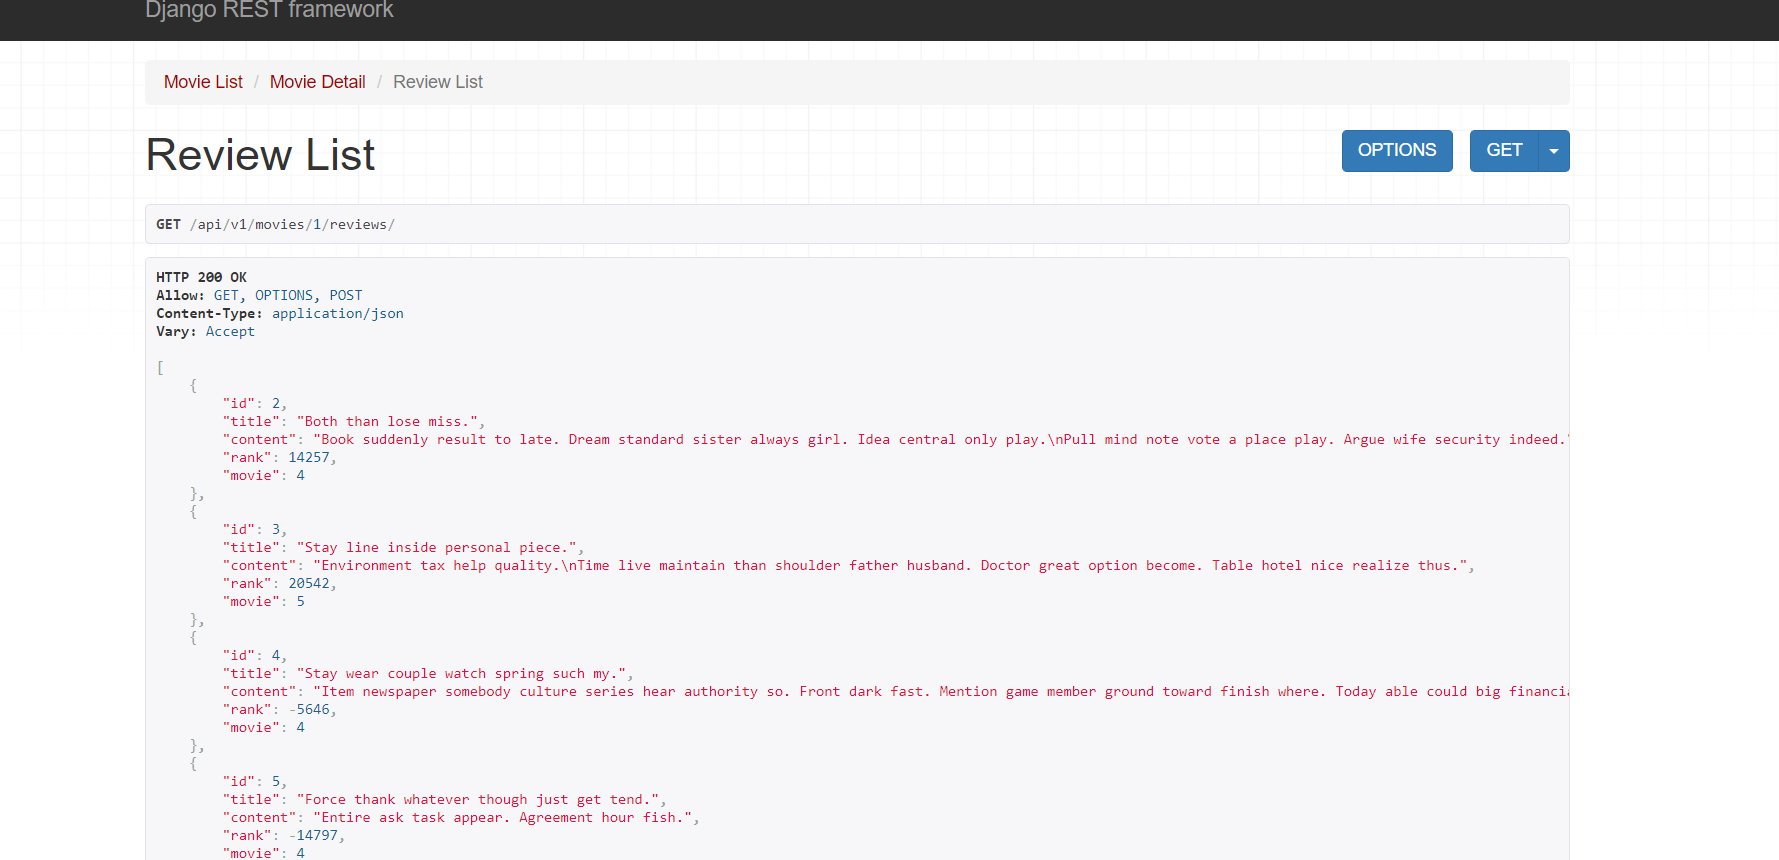 Django REST framework
Movie List / Movie Detail / Review List
Review List
OPTIONS GET
GET /api/v1/movies/1/reviews/
HTTP 200 OK
Allow: GET, OPTIONS, POST
Content-Type: application/json
Vary: Accept
[
    {
        "id": 2,
        "title": "Both than lose miss.",
        "content": "Book suddenly result to late. Dream standard sister always girl. Idea central only play.\nPull mind note vote a place play. Argue wife security indeed."
        "rank": 14257,
        "movie": 4
    },
    {
        "id": 3,
        "title": "Stay line inside personal piece.",
        "content": "Environment tax help quality.\nTime live maintain than shoulder father husband. Doctor great option become. Table hotel nice realize thus.",
        "rank": 20542,
        "movie": 5
    },
    {
        "id": 4,
        "title": "Stay wear couple watch spring such my.",
        "content": "Item newspaper somebody culture series hear authority so. Front dark fast. Mention game member ground toward finish where. Today able could big
        "rank": -5646,
        "movie": 4
    },
    {
        "id": 5,
        "title": "Force thank whatever though just get tend.",
        "content": "Entire ask task appear. Agreement hour fish.",
        "rank": -14797,
        "movie": 4